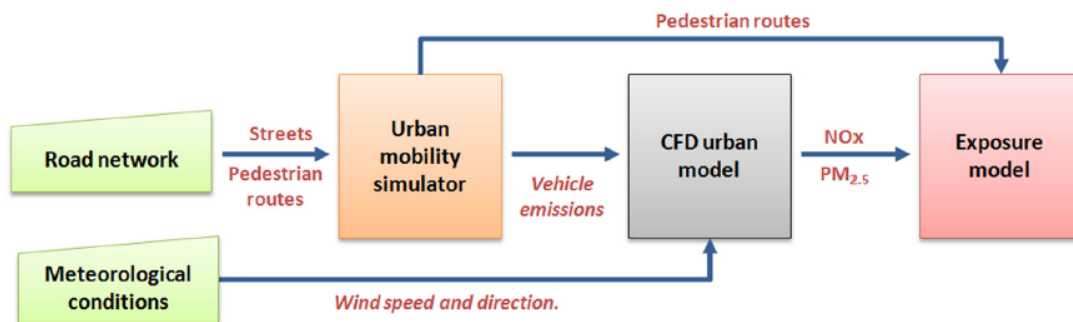 Pedestrian routes
Road network
Streets
Pedestrian
routes
Urban
mobility
simulator
Vehicle
emissions
CFD urban
model
NOx
PM2.5
Exposure
model
Meteorological
conditions
Wind speed and direction.